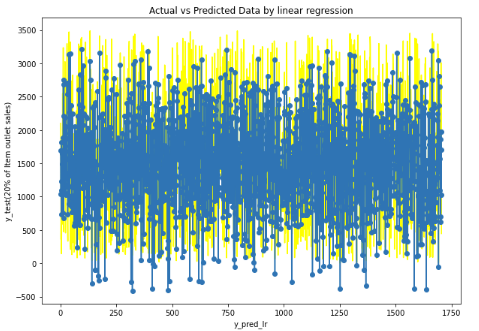 Actual vs Predicted Data by linear regression
3500
3000
2500
2000
1500
1000
500
0
−500
y_test(20% of Item outlet sales)
0 250 500 750 1000 1250 1500 1750
y_pred_lr